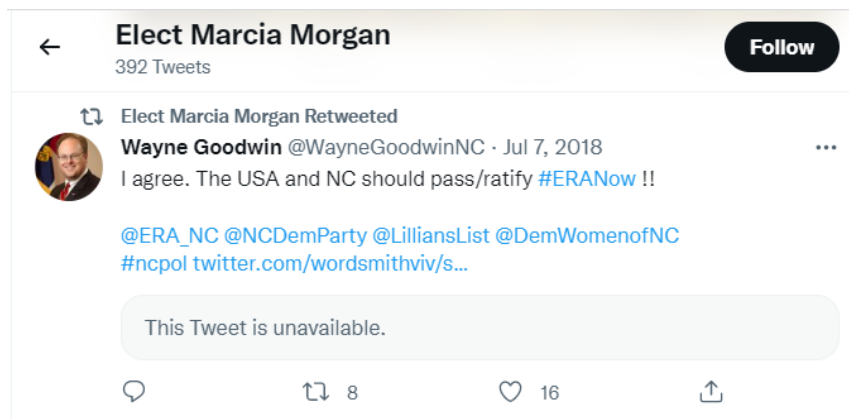 Elect Marcia Morgan
Follow
392 Tweets
Elect Marcia Morgan Retweeted
Wayne Goodwin @WayneGoodwinNC · Jul 7, 2018
I agree. The USA and NC should pass/ratify #ERANow !!
@ERA_NC @NCDemParty @LilliansList @DemWomenofNC
#ncpol twitter.com/wordsmithviv/s...
This Tweet is unavailable.
8 16